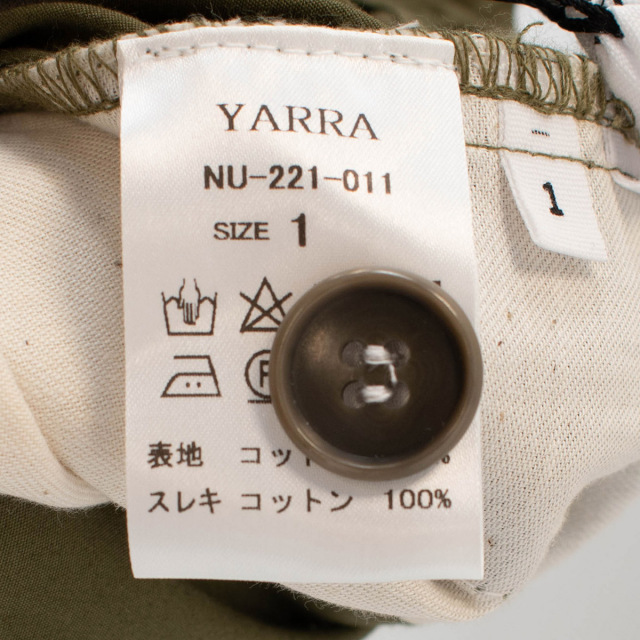 YARRA
NU-221-011
SIZE 1
1
表地 コッ %
スレキ コットン 100%